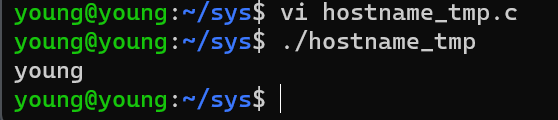 young@young:~/sys$ vi hostname_tmp.c
young@young:~/sys$ ./hostname_tmp
young
young@young:~/sys$